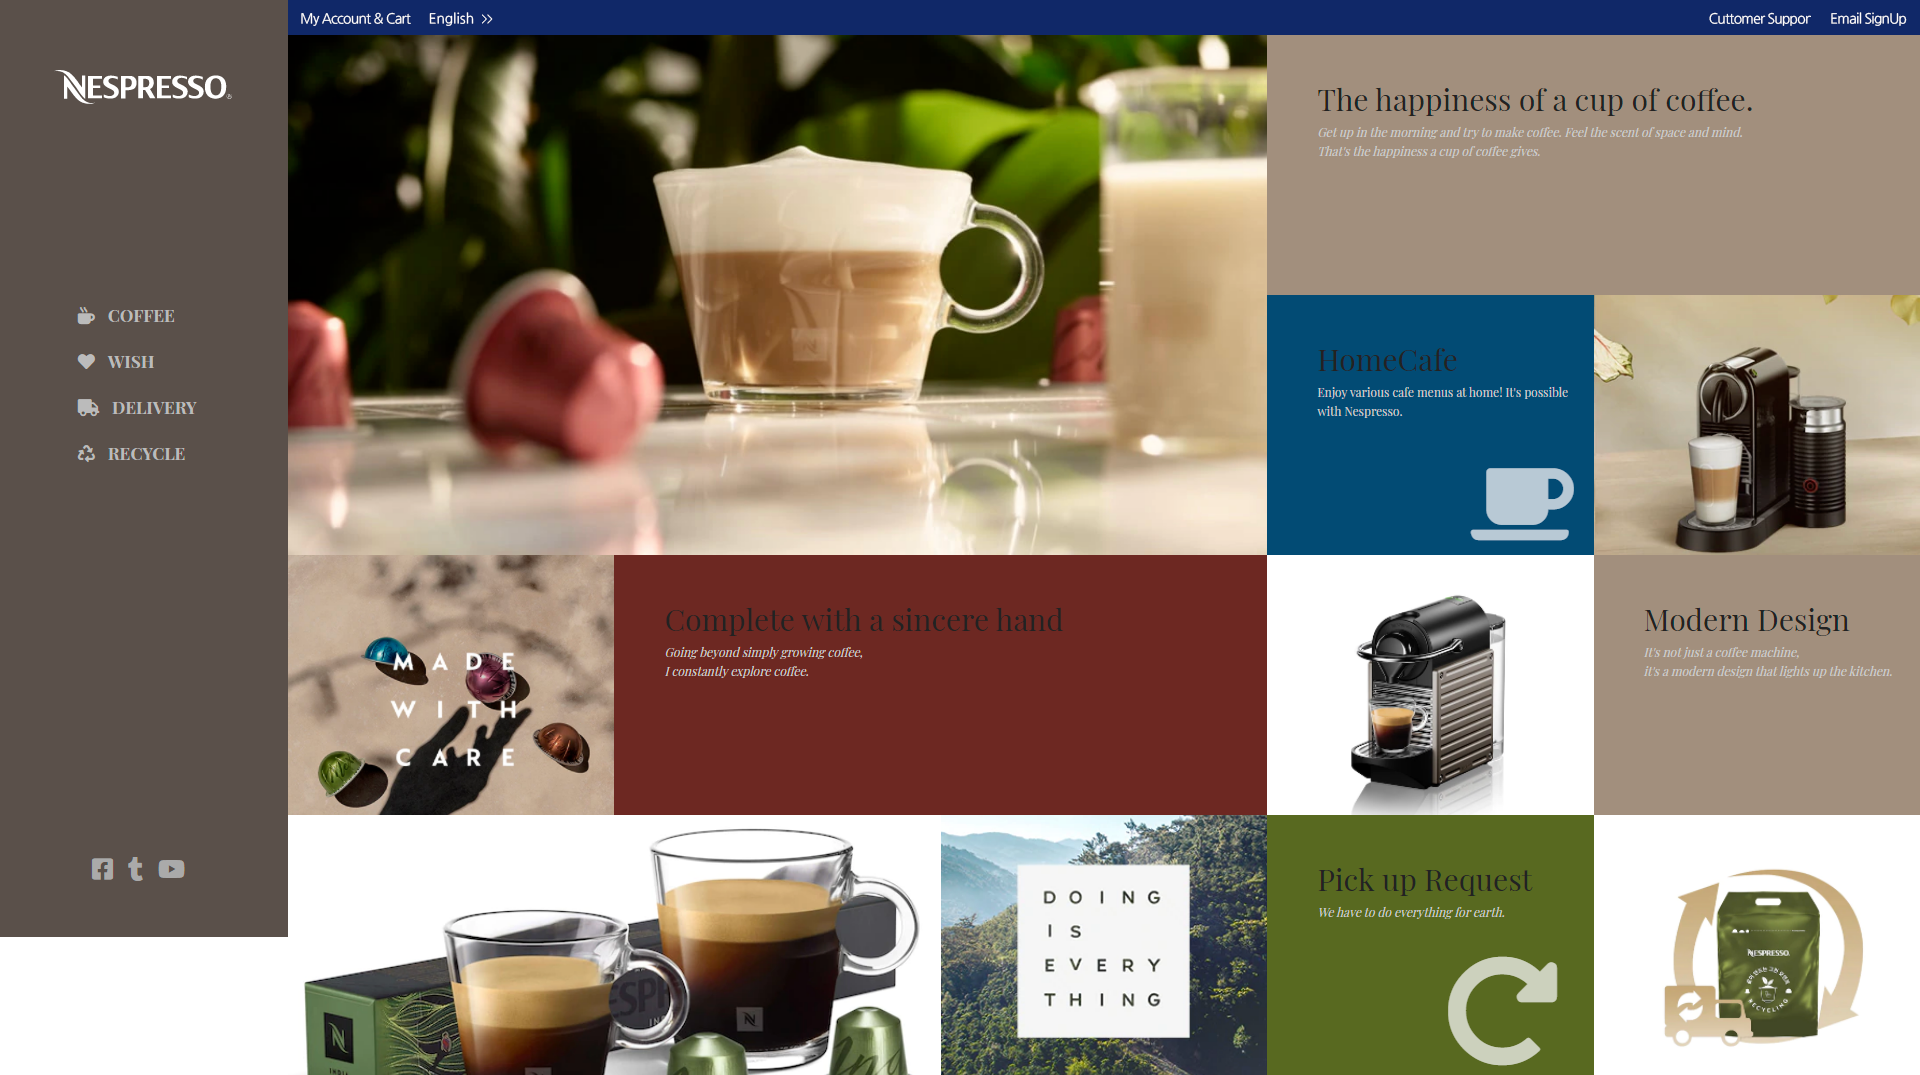 My Account & Cart
English
Cuttomer Suppor
Email SignUp
NESPRESSO
COFFEE
WISH
DELIVERY
RECYCLE
The happiness of a cup of coffee.
Get up in the morning and try to make coffee. Feel the scent of space and mind.
That's the happiness a cup of coffee gives.
HomeCafe
Enjoy various cafe menus at home! It's possible
with Nespresso.
MADE
WITH
CARE
Complete with a sincere hand
Going beyond simply growing coffee,
I constantly explore coffee.
Modern Design
It's not just a coffee machine,
it's a modern design that lights up the kitchen.
DOING
IS
EVERY
THING
Pick up Request
We have to do everything for earth.
NESPRESSO
RECYCLING